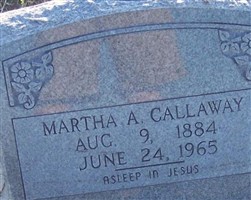 MARTHA A. CALLAWAY
AUG. 9, 1884
JUNE 24, 1965
ASLEEP IN JESUS